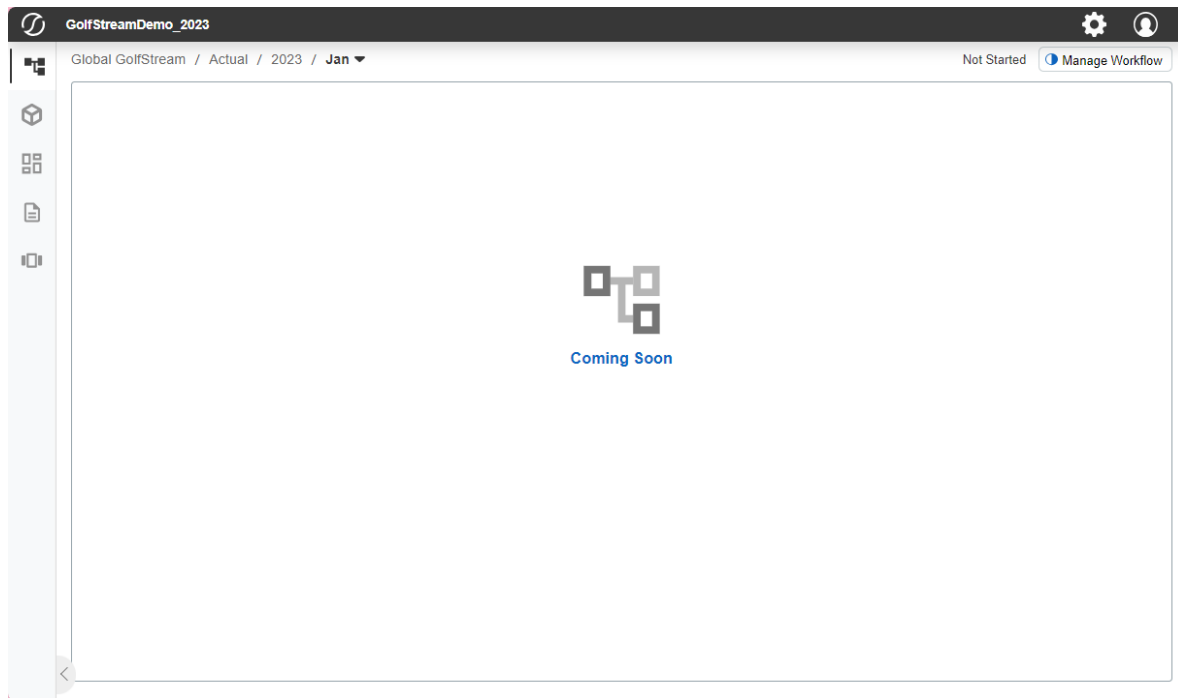 GolfStreamDemo_2023
Global GolfStream / Actual / 2023 / Jan
Not Started
Manage Workflow
Coming Soon